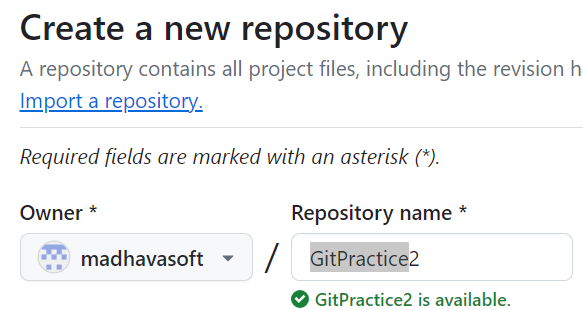 Create a new repository
A repository contains all project files, including the revision h
Import a repository.
Required fields are marked with an asterisk (*).
Owner *
Repository name *
madhavasoft / GitPractice2
GitPractice2 is available.